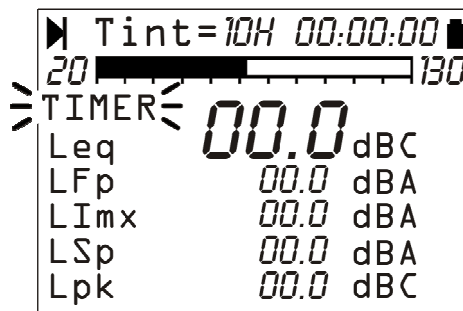 Tint=10H 00:00:00
20 130
TIMER
Leq 00.0 dBC
LFp 00.0 dBA
LImx 00.0 dBA
LSp 00.0 dBA
Lpk 00.0 dBC